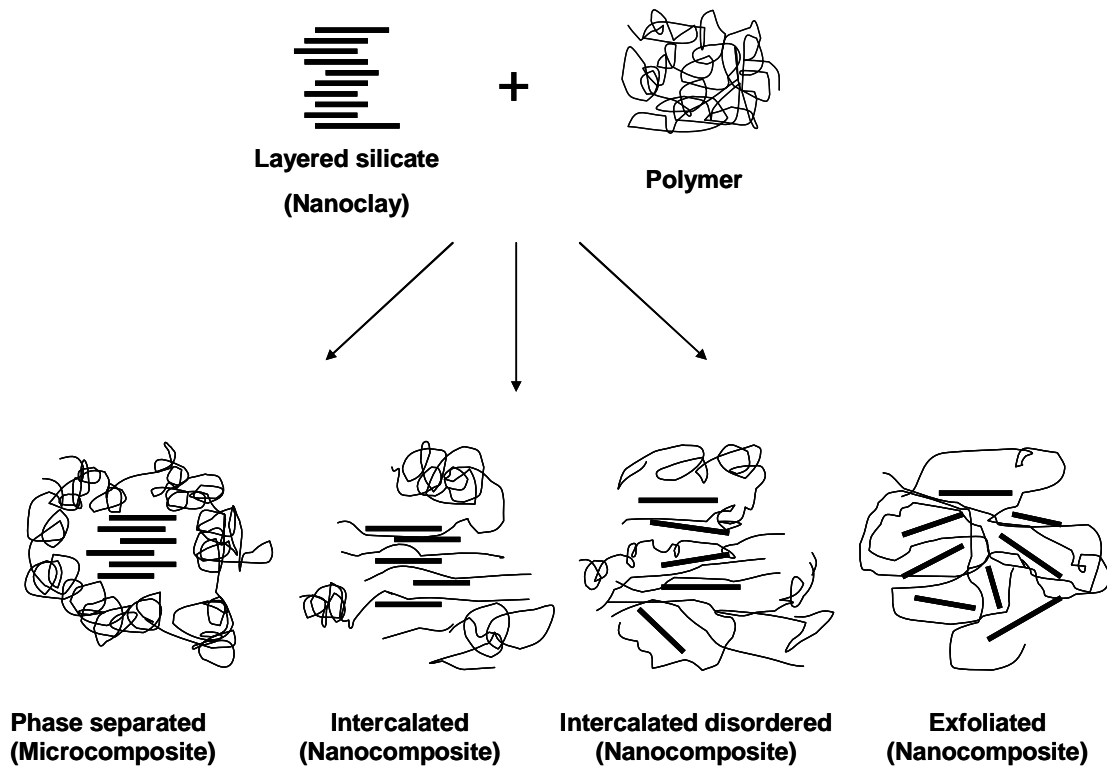 +
Layered silicate
(Nanoclay)
Polymer
Phase separated
(Microcomposite)
Intercalated
(Nanocomposite)
Intercalated disordered
(Nanocomposite)
Exfoliated
(Nanocomposite)